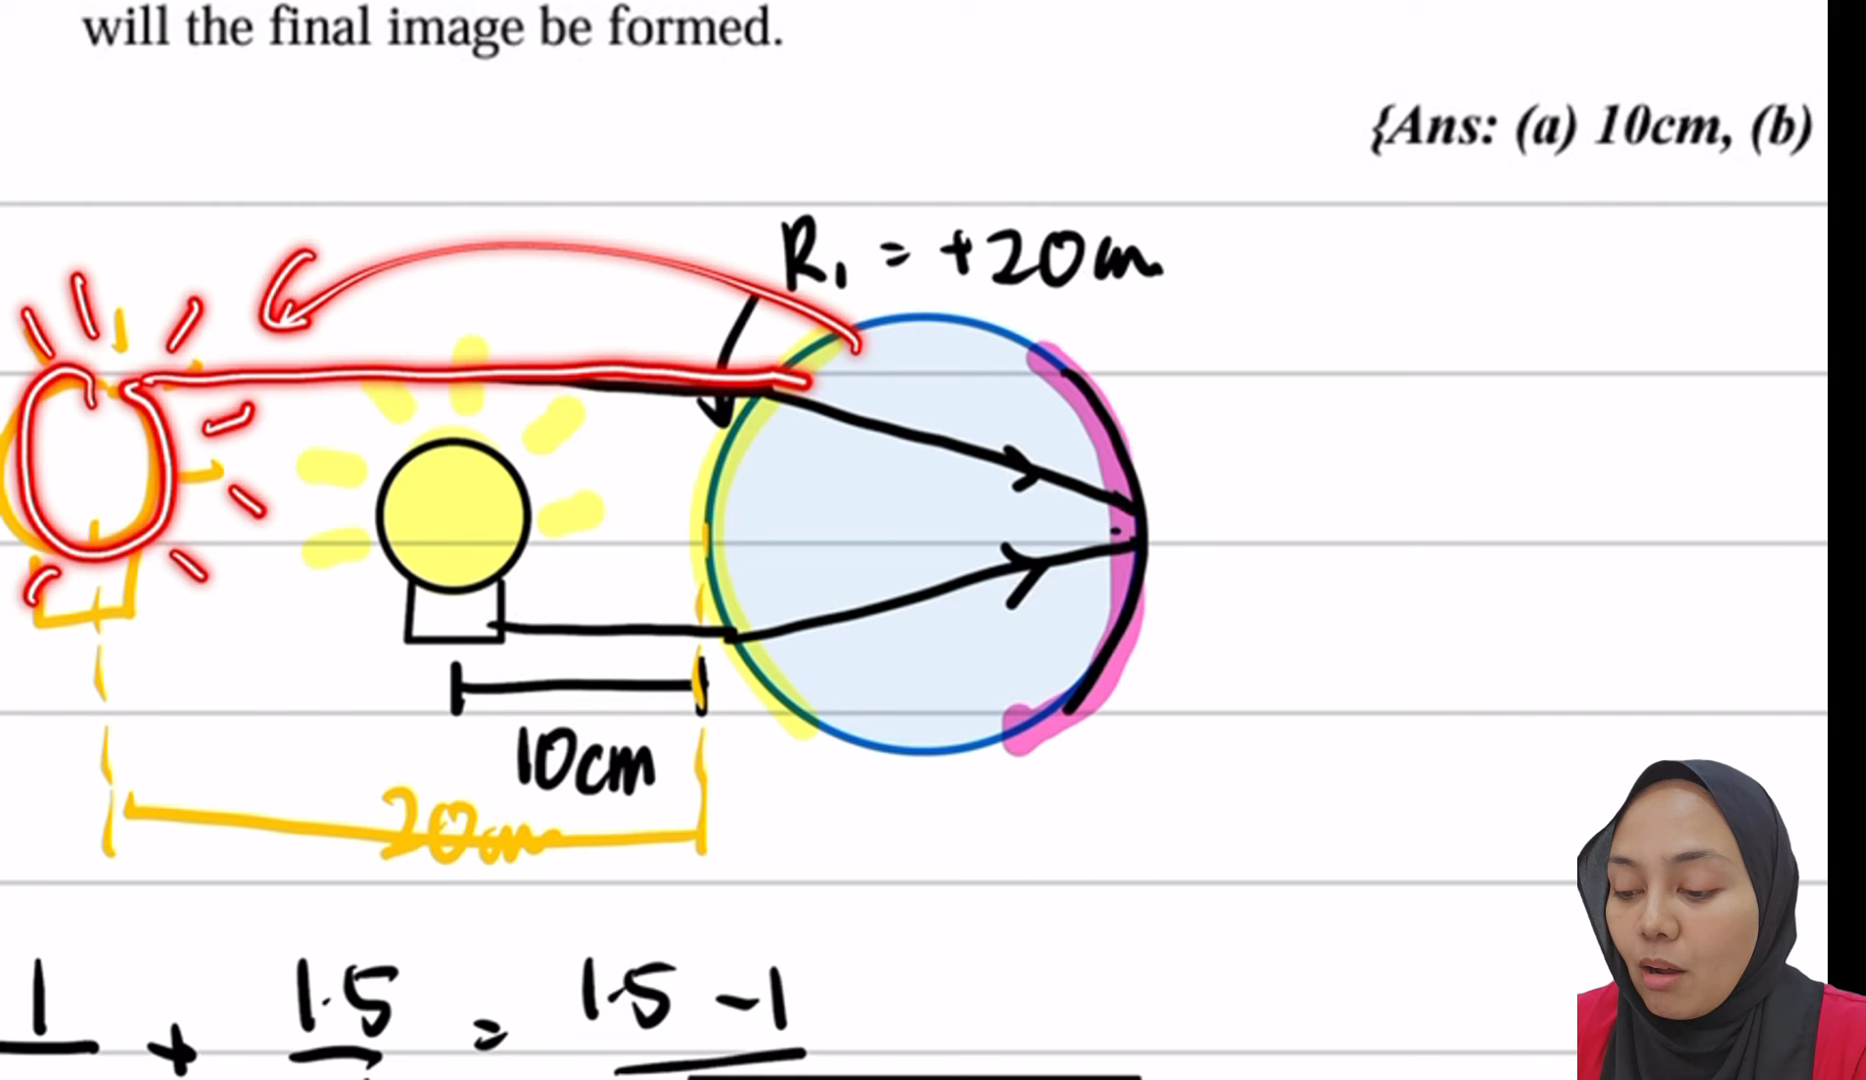 will the final image be formed.
{Ans: (a) 10cm, (b)
R₁ = +20cm
10cm
20cm
1 + 1.5 = 1.5 - 1